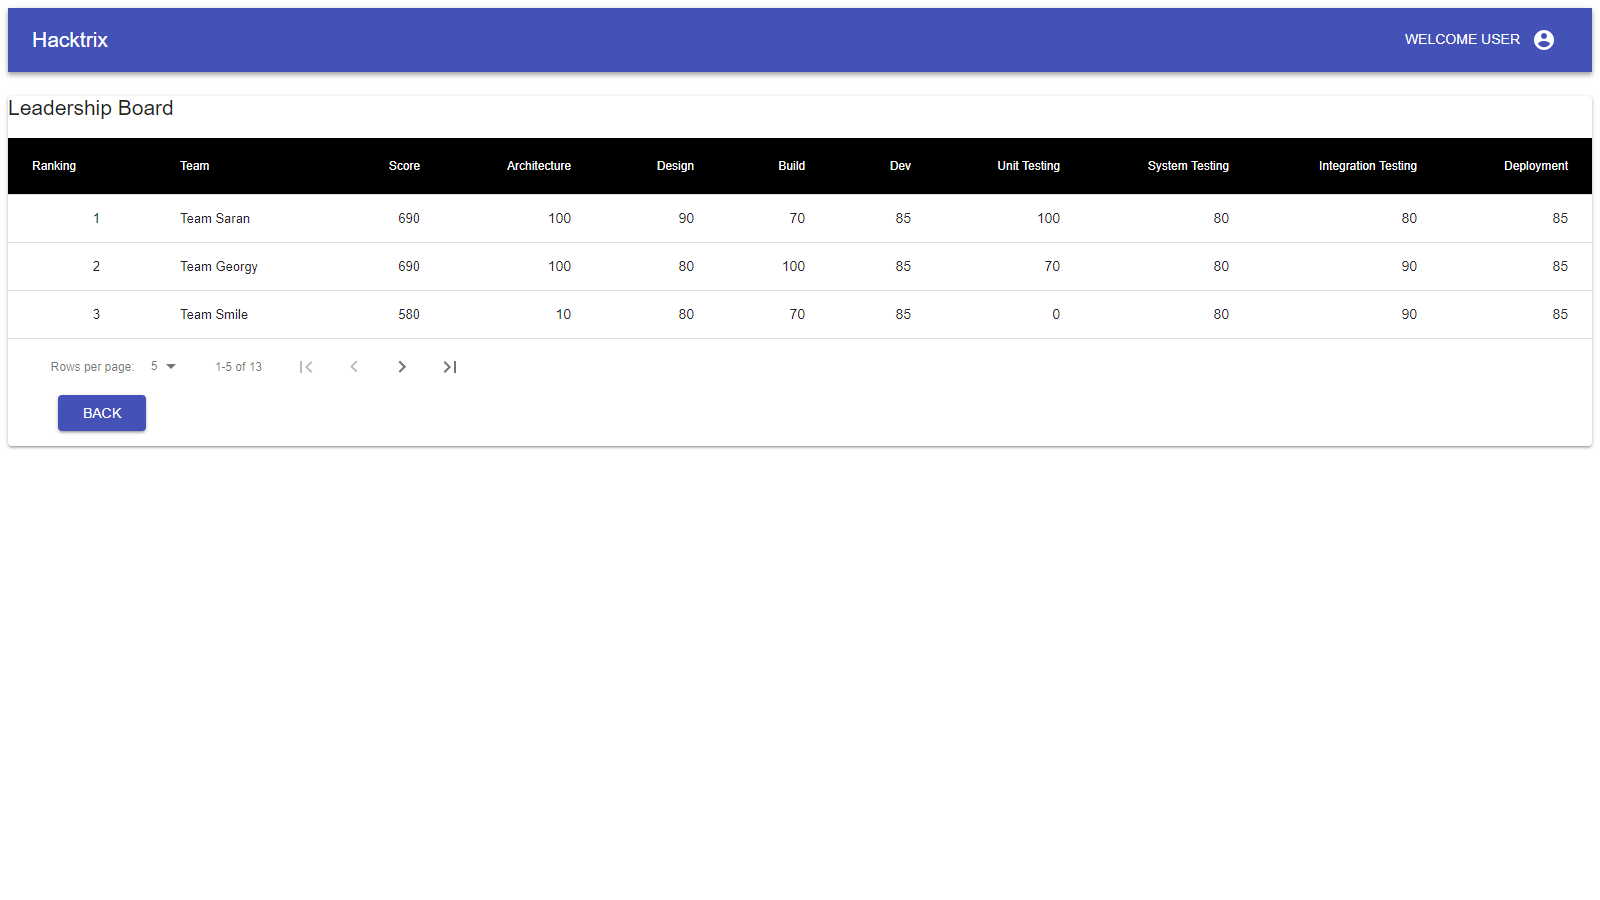 Hacktrix WELCOME USER
Leadership Board
Ranking Team Score Architecture Design Build Dev Unit Testing System Testing Integration Testing Deployment
1 Team Saran 690 100 90 70 85 100 80 80 85
2 Team Georgy 690 100 80 100 85 70 80 90 85
3 Team Smile 580 10 80 70 85 0 80 90 85
Rows per page: 5 1-5 of 13
BACK